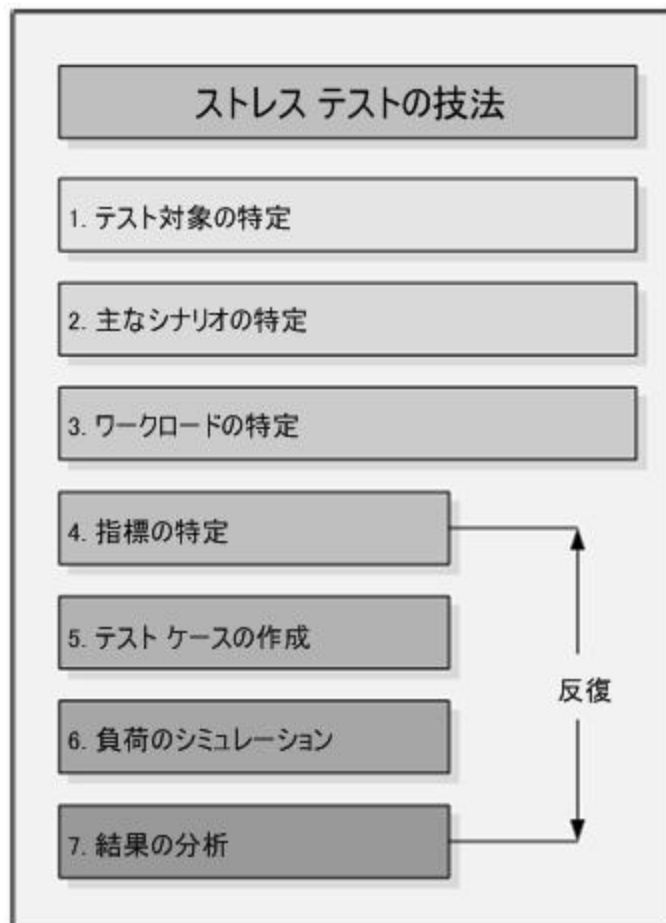 ストレス テストの技法
1. テスト対象の特定
2. 主なシナリオの特定
3. ワークロードの特定
4. 指標の特定
5. テスト ケースの作成
反復
6. 負荷のシミュレーション
7. 結果の分析